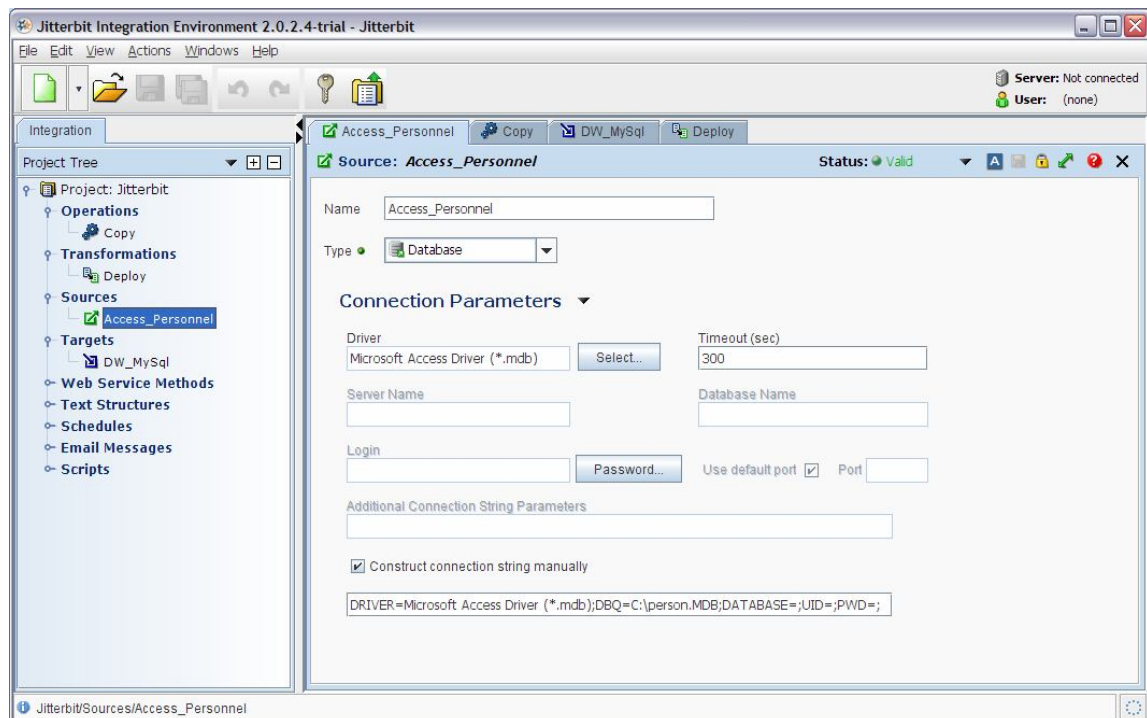 Jitterbit Integration Environment 2.0.2.4-trial - Jitterbit
File Edit View Actions Windows Help
Server: Not connected
User: (none)
Integration
Project Tree
Project: Jitterbit
Operations
Copy
Transformations
Deploy
Sources
Access_Personnel
Targets
DW_MySql
Web Service Methods
Text Structures
Schedules
Email Messages
Scripts
Access_Personnel Copy DW_MySql Deploy
Source: Access_Personnel Status: Valid A ?
Name Access_Personnel
Type Database
Connection Parameters
Driver Timeout (sec)
Microsoft Access Driver (*.mdb) Select... 300
Server Name Database Name
Login
Password... Use default port Port
Additional Connection String Parameters
Construct connection string manually
DRIVER=Microsoft Access Driver (*.mdb);DBQ=C:\person.MDB;DATABASE=;UID=;PWD=;
Jitterbit/Sources/Access_Personnel